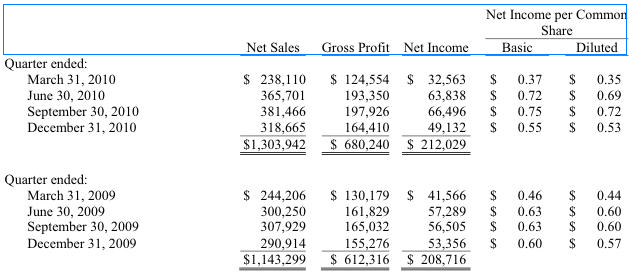 Net Income per Common
Share
Net Sales Gross Profit Net Income Basic Diluted
Quarter ended:
March 31, 2010 $ 238,110 $ 124,554 $ 32,563 $ 0.37 $ 0.35
June 30, 2010 365,701 193,350 63,838 $ 0.72 $ 0.69
September 30, 2010 381,466 197,926 66,496 $ 0.75 $ 0.72
December 31, 2010 318,665 164,410 49,132 $ 0.55 $ 0.53
$1,303,942 $ 680,240 $ 212,029
Quarter ended:
March 31, 2009 $ 244,206 $ 130,179 $ 41,566 $ 0.46 $ 0.44
June 30, 2009 300,250 161,829 57,289 $ 0.63 $ 0.60
September 30, 2009 307,929 165,032 56,505 $ 0.63 $ 0.60
December 31, 2009 290,914 155,276 53,356 $ 0.60 $ 0.57
$1,143,299 $ 612,316 $ 208,716